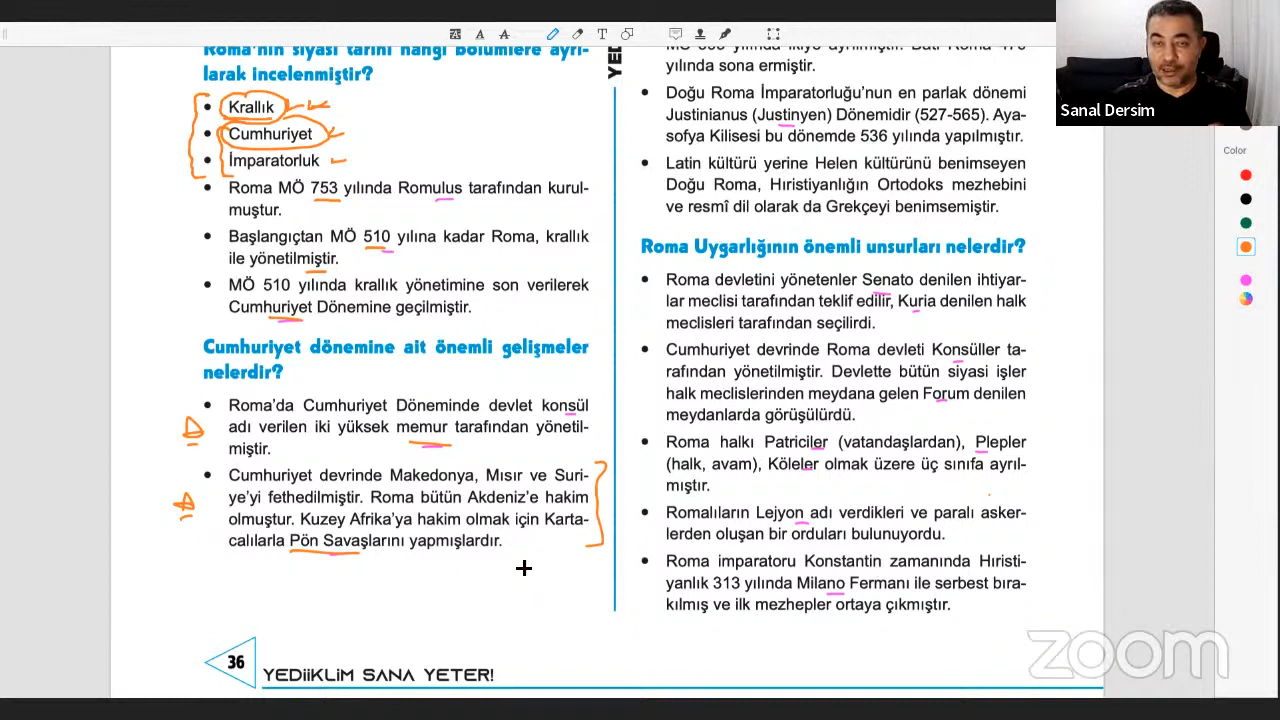 Roma'nın siyasi tarihi hangi bölümlere ayrı-
larak incelenmiştir?
• Krallık
• Cumhuriyet
• İmparatorluk
• Roma MÖ 753 yılında Romulus tarafından kurul-
muştur.
• Başlangıçtan MÖ 510 yılına kadar Roma, krallık
ile yönetilmiştir.
• MÖ 510 yılında krallık yönetimine son verilerek
Cumhuriyet Dönemine geçilmiştir.
Cumhuriyet dönemine ait önemli gelişmeler
nelerdir?
• Roma'da Cumhuriyet Döneminde devlet konsül
adı verilen iki yüksek memur tarafından yönetil-
miştir.
• Cumhuriyet devrinde Makedonya, Mısır ve Suri-
ye'yi fethedilmiştir. Roma bütün Akdeniz'e hakim
olmuştur. Kuzey Afrika'ya hakim olmak için Karta-
calılarla Pön Savaşlarını yapmışlardır.
36
YEDiiKLiM SANA YETER!
YED
MÖ 395 yılında ikiye ayrılmıştır. Batı Roma 476
yılında sona ermiştir.
• Doğu Roma İmparatorluğu'nun en parlak dönemi
Justinianus (Justinyen) Dönemidir (527-565). Aya-
sofya Kilisesi bu dönemde 536 yılında yapılmıştır.
• Latin kültürü yerine Helen kültürünü benimseyen
Doğu Roma, Hıristiyanlığın Ortodoks mezhebini
ve resmî dil olarak da Grekçeyi benimsemiştir.
Roma Uygarlığının önemli unsurları nelerdir?
• Roma devletini yönetenler Senato denilen ihtiyar-
lar meclisi tarafından teklif edilir, Kuria denilen halk
meclisleri tarafından seçilirdi.
• Cumhuriyet devrinde Roma devleti Konsüller ta-
rafından yönetilmiştir. Devlette bütün siyasi işler
halk meclislerinden meydana gelen Forum denilen
meydanlarda görüşülürdü.
• Roma halkı Patriciler (vatandaşlardan), Plepler
(halk, avam), Köleler olmak üzere üç sınıfa ayrıl-
mıştır.
• Romalıların Lejyon adı verdikleri ve paralı asker-
lerden oluşan bir orduları bulunuyordu.
• Roma imparatoru Konstantin zamanında Hıristi-
yanlık 313 yılında Milano Fermanı ile serbest bıra-
kılmış ve ilk mezhepler ortaya çıkmıştır.
Sanal Dersim
Color
zoom